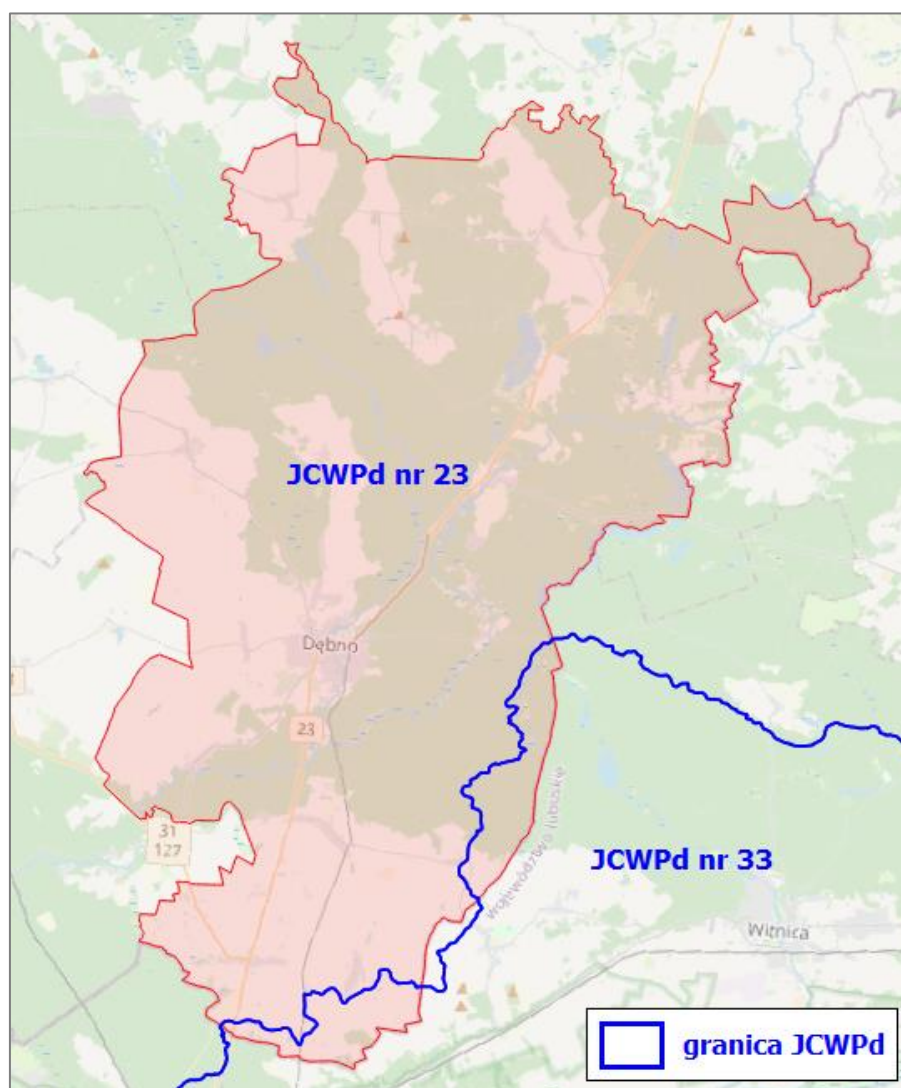 JCWPd nr 23
Dębno
23
31
127
województwo lubuskie
JCWPd nr 33
Witnica
granica JCWPd